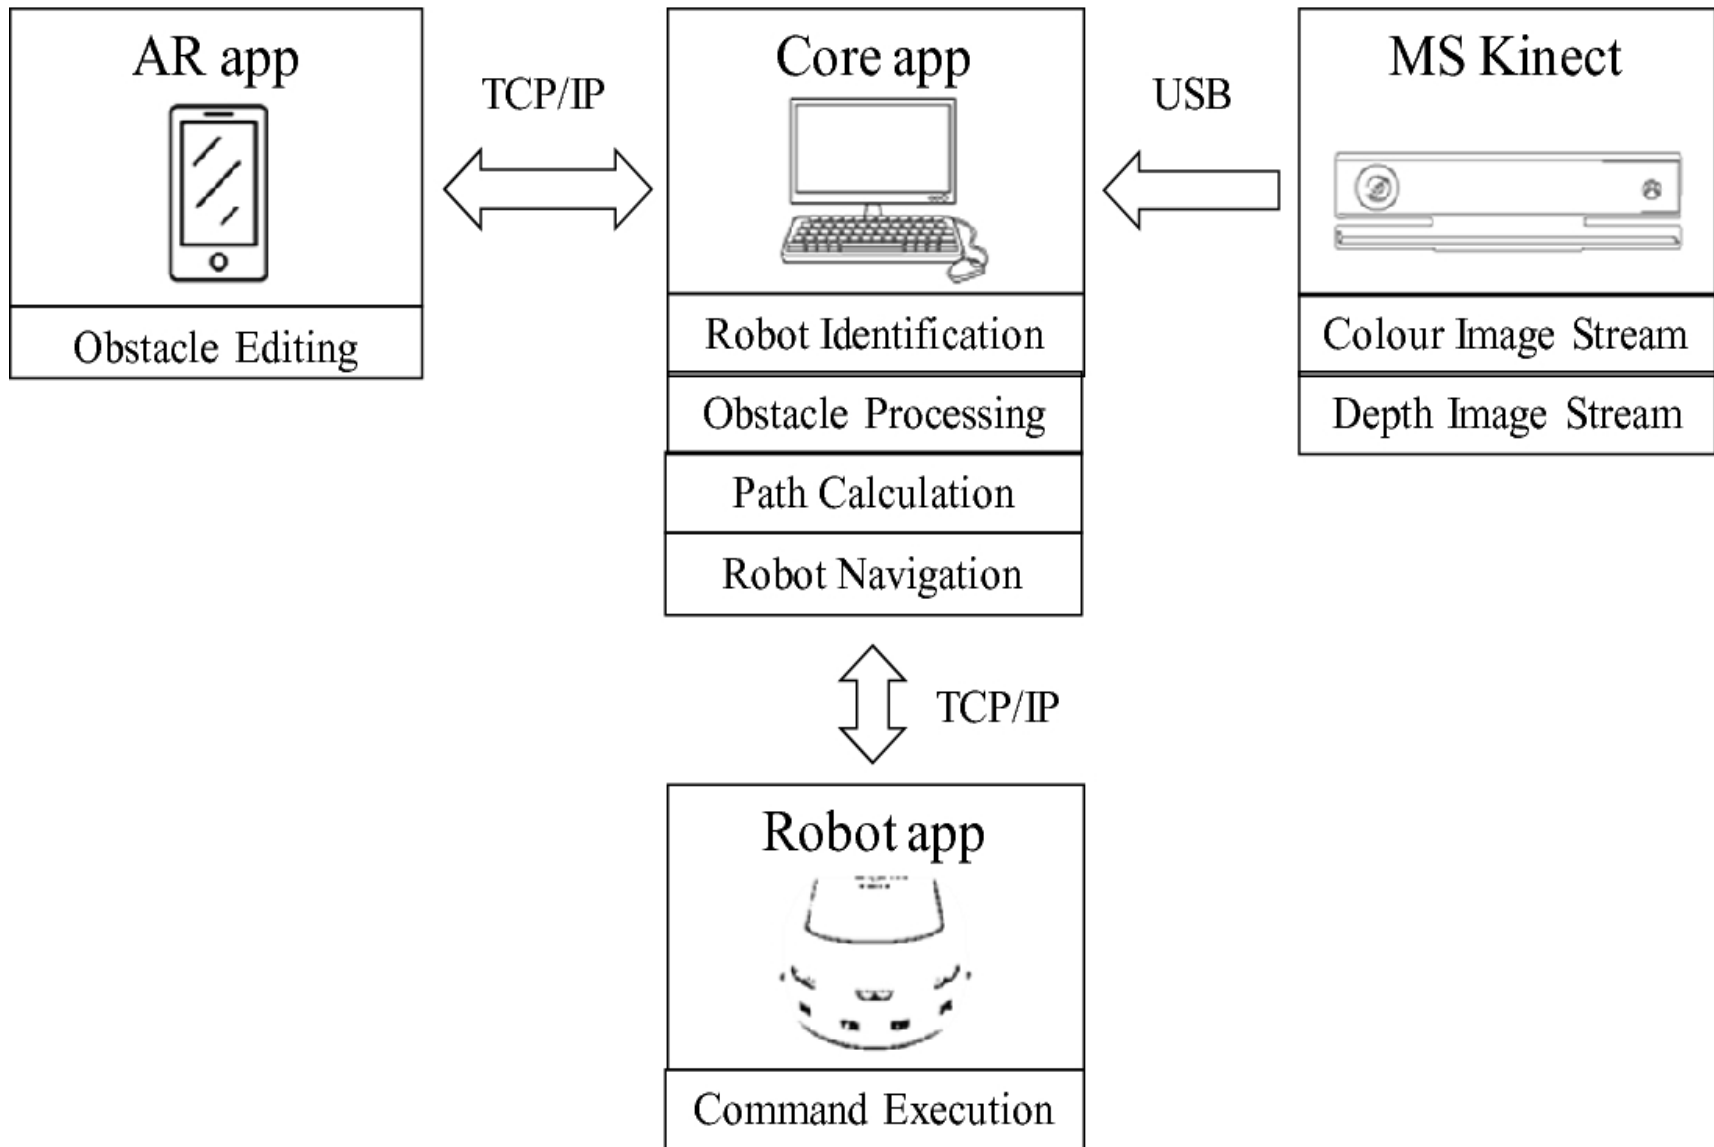 AR app
TCP/IP
Core app
USB
MS Kinect
Obstacle Editing
Robot Identification
Obstacle Processing
Path Calculation
Robot Navigation
Colour Image Stream
Depth Image Stream
TCP/IP
Robot app
Command Execution